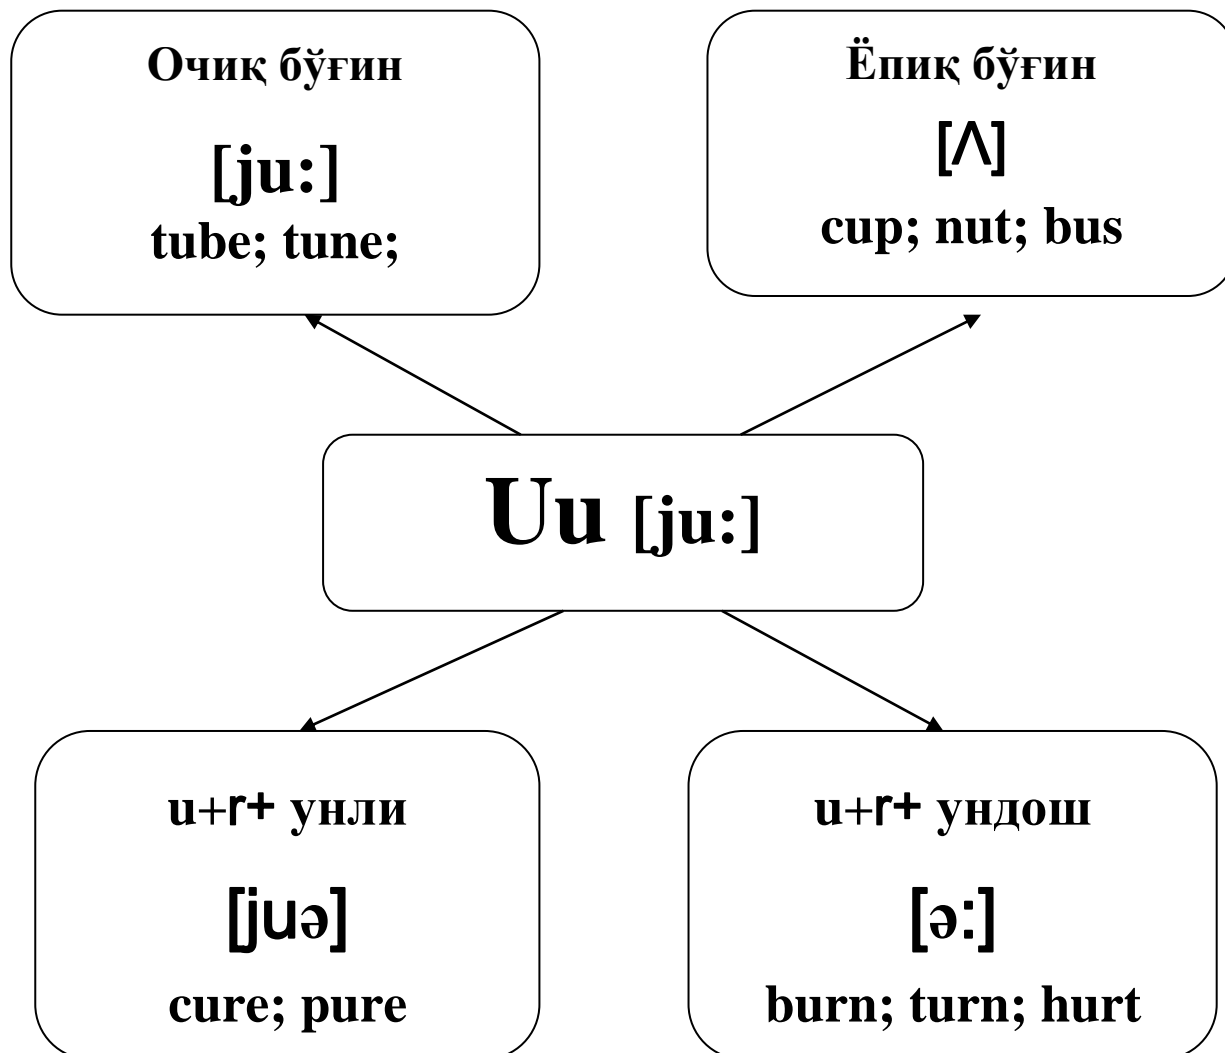 Очиқ бўғин
[ju:]
tube; tune;
Ёпиқ бўғин
[Λ]
cup; nut; bus
Uu [ju:]
u+r+ унли
[juə]
cure; pure
u+r+ ундош
[ə:]
burn; turn; hurt